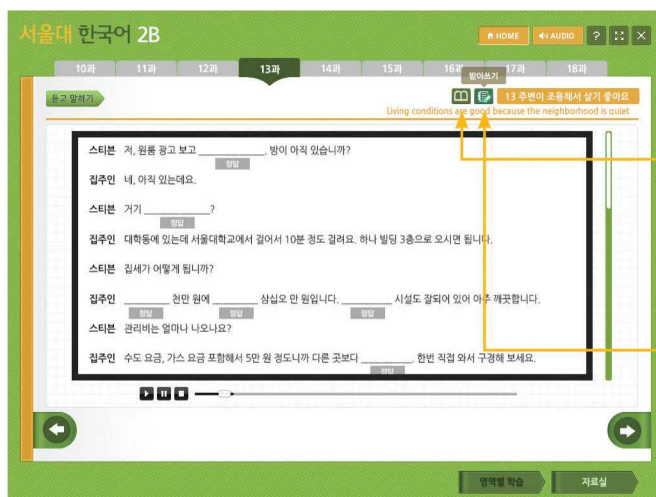 서울대 한국어 2B
HOME AUDIO ?
10과 11과 12과 13과 14과 15과 16과 17과 18과
받아쓰기
듣고 말하기
13 주변이 조용해서 살기 좋아요
Living conditions are good because the neighborhood is quiet
스티븐 저, 원룸 광고 보고 ____________. 방이 아직 있습니까?
정답
집주인 네, 아직 있는데요.
스티븐 거기 ____________?
정답
집주인 대학동에 있는데 서울대학교에서 걸어서 10분 정도 걸려요. 하나 빌딩 3층으로 오시면 됩니다.
스티븐 집세가 어떻게 됩니까?
집주인 ________ 천만 원에 ________ 삼십오 만 원입니다. _________ 시설도 잘되어 있어 아주 깨끗합니다.
정답 정답 정답
스티븐 관리비는 얼마나 나오나요?
집주인 수도 요금, 가스 요금 포함해서 5만 원 정도니까 다른 곳보다 _________. 한번 직접 와서 구경해 보세요.
정답
영역별 학습 자료실